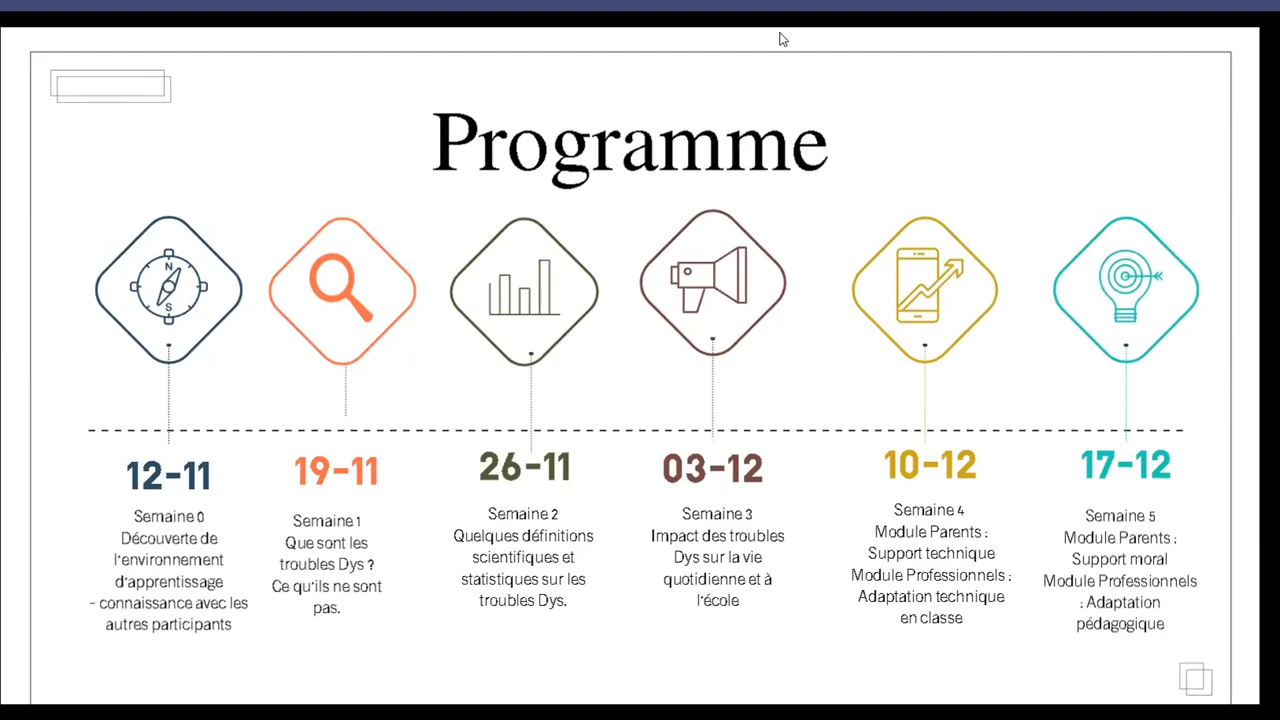 Programme
N
S
12-11
Semaine 0
Découverte de
l'environnement
d'apprentissage
- connaissance avec les
autres participants
19-11
Semaine 1
Que sont les
troubles Dys ?
Ce qu'ils ne sont
pas.
26-11
Semaine 2
Quelques définitions
scientifiques et
statistiques sur les
troubles Dys.
03-12
Semaine 3
Impact des troubles
Dys sur la vie
quotidienne et à
l'école
10-12
Semaine 4
Module Parents :
Support technique
Module Professionnels :
Adaptation technique
en classe
17-12
Semaine 5
Module Parents :
Support moral
Module Professionnels
: Adaptation
pédagogique